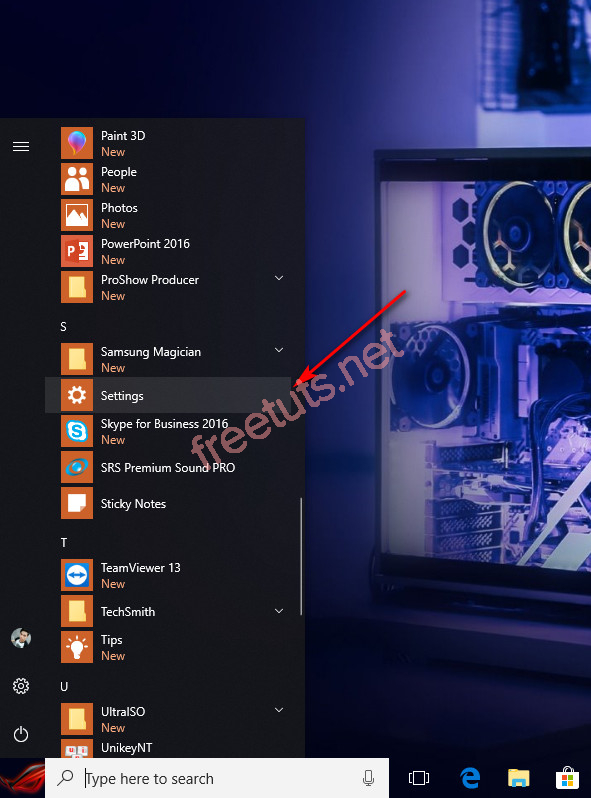 Paint 3D
New
People
New
Photos
New
PowerPoint 2016
New
ProShow Producer
New
S
Samsung Magician
New
Settings
Skype for Business 2016
New
SRS Premium Sound PRO
Sticky Notes
T
TeamViewer 13
New
TechSmith
Tips
New
U
UltraISO
New
UnikeyNT
Type here to search
freetuts.net